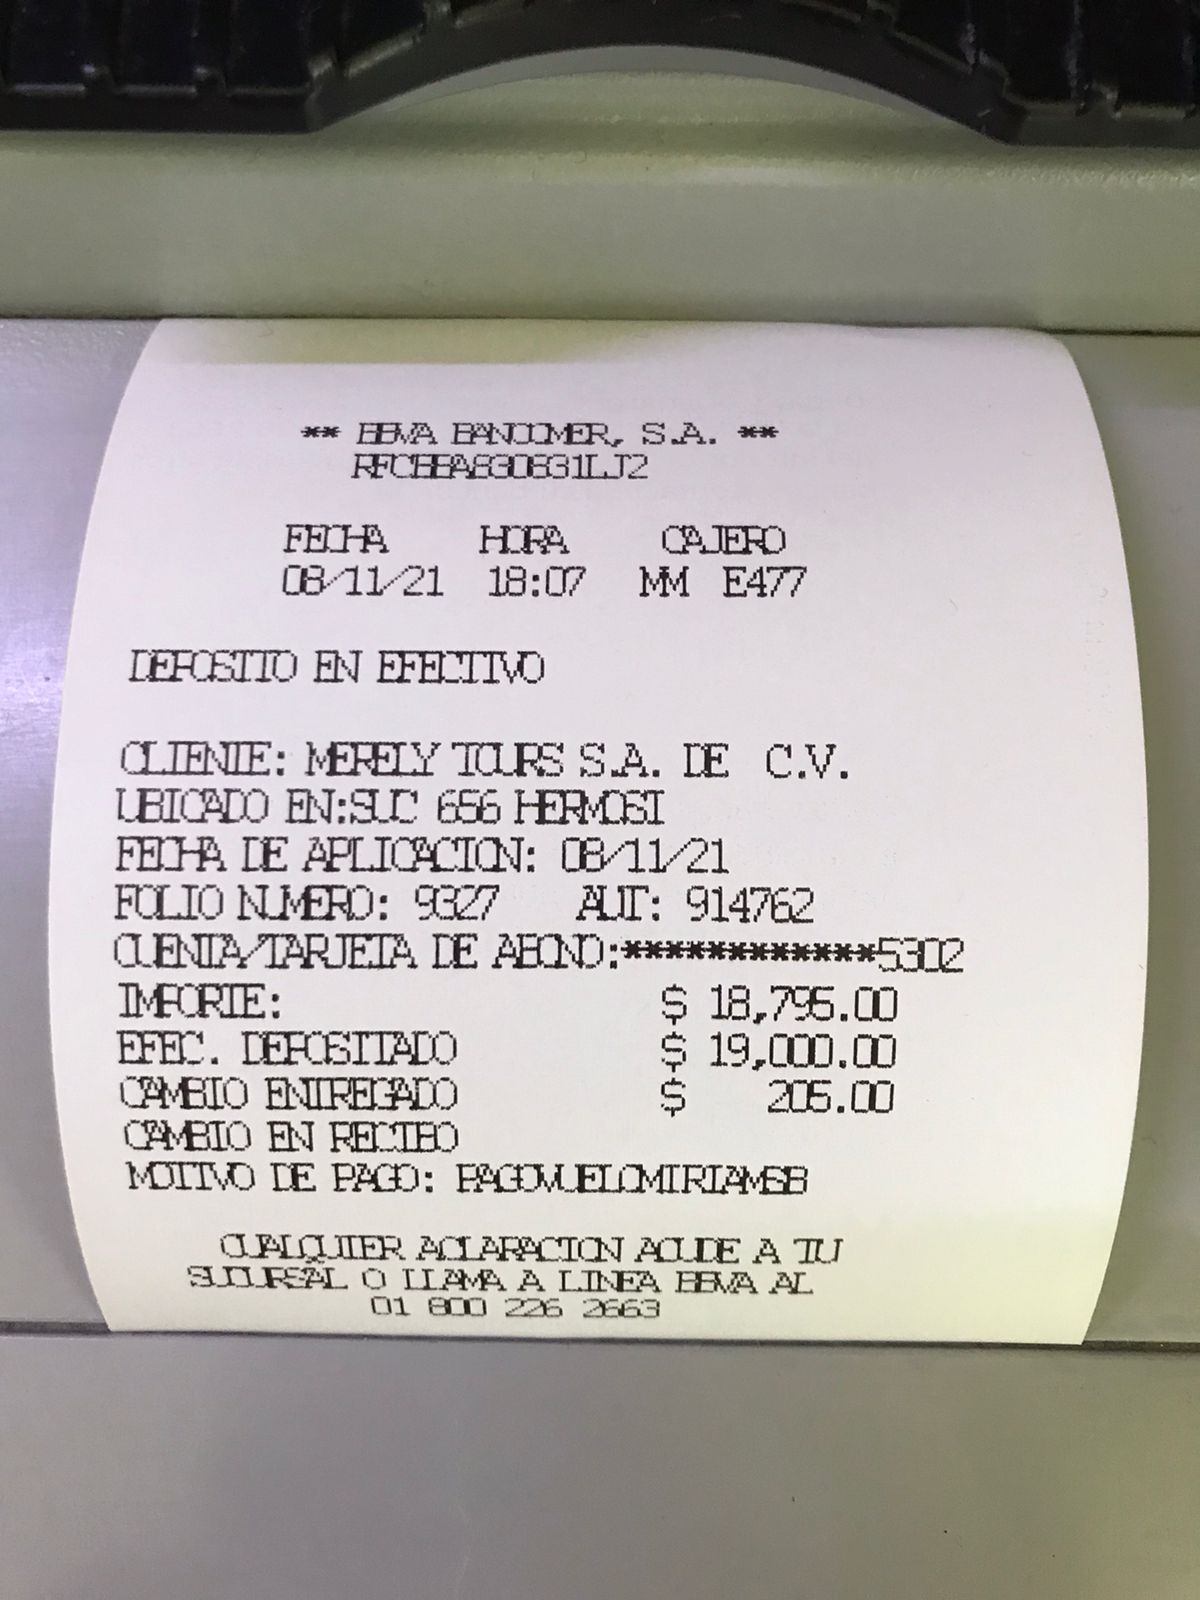 ** BBVA BANCOMER, S.A. **
RFC:BBA830831LJ2
FECHA HORA CAJERO
08/11/21 18:07 MM E477
DEPOSITO EN EFECTIVO
CLIENTE: MERELY TOURS S.A. DE C.V.
UBICADO EN:SUC 656 HERMOSI
FECHA DE APLICACION: 08/11/21
FOLIO NUMERO: 9327 AUT: 914762
CUENTA/TARJETA DE ABONO:************5302
IMPORTE: $ 18,795.00
EFEC. DEPOSITADO $ 19,000.00
CAMBIO ENTREGADO $ 205.00
CAMBIO EN RECIBO
MOTIVO DE PAGO: PAGOVUELOMIRIAMSB
CUALQUIER ACLARACION ACUDE A TU
SUCURSAL O LLAMA A LINEA BBVA AL
01 800 226 2663